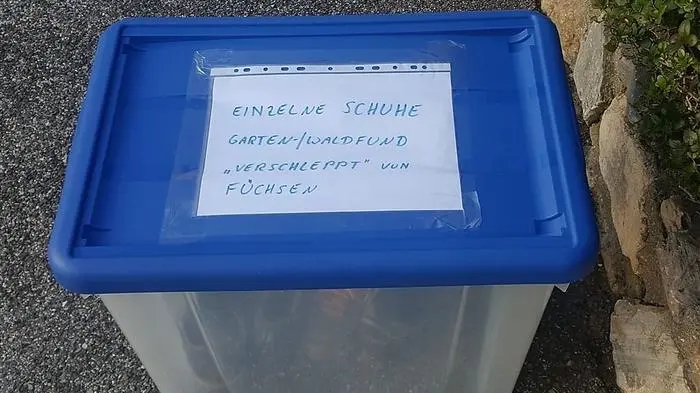 EINZELNE SCHUHE
GARTEN-/WALDFUND
„VERSCHLEPPT" VON
FÜCHSEN